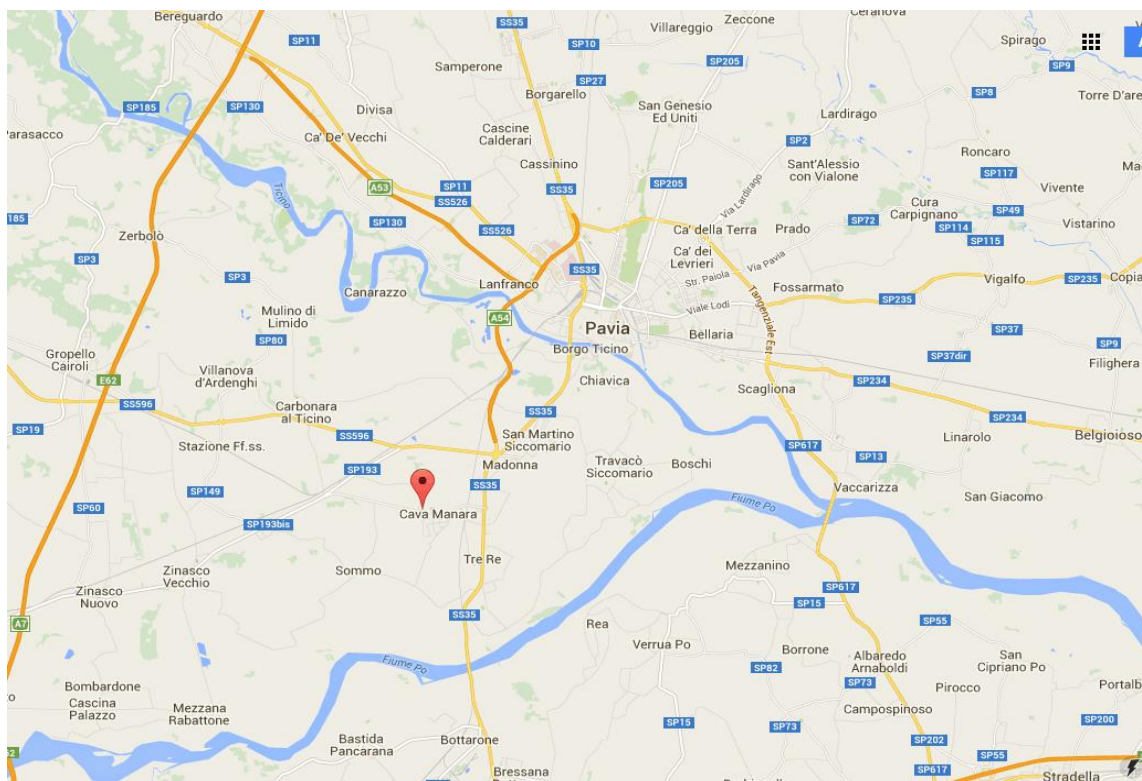 Bereguardo
SS35
Zeccone
Ceranova
SP11
SP10
Villareggio
Spirago
Samperone
SP205
SP9
SP27
SP185
SP130
Divisa
Borgarello
San Genesio
Ed Uniti
SP8
Torre D'are
Lardirago
Parasacco
Ca' De' Vecchi
Cascine
Calderari
SP2
Roncaro
Cassinino
Sant'Alessio
con Vialone
SP117
A53
SP11
SS35
SP205
Vivente
Ticino
SS526
Via Lardirago
Cura
Carpignano
SP49
185
SP130
SS526
Ca' della Terra
Prado
SP72
SP114
Vistarino
Zerbolò
SP115
SP3
Ca' dei
Levrieri
SP3
SS35
Str. Paiola
Via Pavia
Vigalfo
SP235
Copia
Lanfranco
Fossarmato
Canarazzo
SP235
Mulino di
Limido
A54
Viale Lodi
Tangenziale Est
Pavia
Bellaria
SP37
SP80
Borgo Ticino
SP37dir
SP9
Gropello
Cairoli
Filighera
Villanova
d'Ardenghi
E62
Chiavica
Scagliona
SP234
SS596
Carbonara
al Ticino
SS35
SP234
SP19
SS596
San Martino
Siccomario
Linarolo
Belgioioso
Stazione Ff.ss.
SP617
SP193
Madonna
Travacò
Siccomario
Boschi
SP13
SP149
SS35
Vaccarizza
San Giacomo
SP60
Cava Manara
Fiume Po
SP193bis
Tre Re
Mezzanino
Zinasco
Vecchio
Sommo
SP617
Zinasco
Nuovo
SP15
SS35
A7
Rea
SP55
Verrua Po
Borrone
Albaredo
Arnaboldi
San
Cipriano Po
Fiume Po
SP82
Bombardone
SP73
Pirocco
Portalb
Cascina
Palazzo
Mezzana
Rabattone
Campospinoso
SP15
SP73
SP200
Bastida
Pancarana
Bottarone
SP202
SP55
Bressana
SP617
Stradella